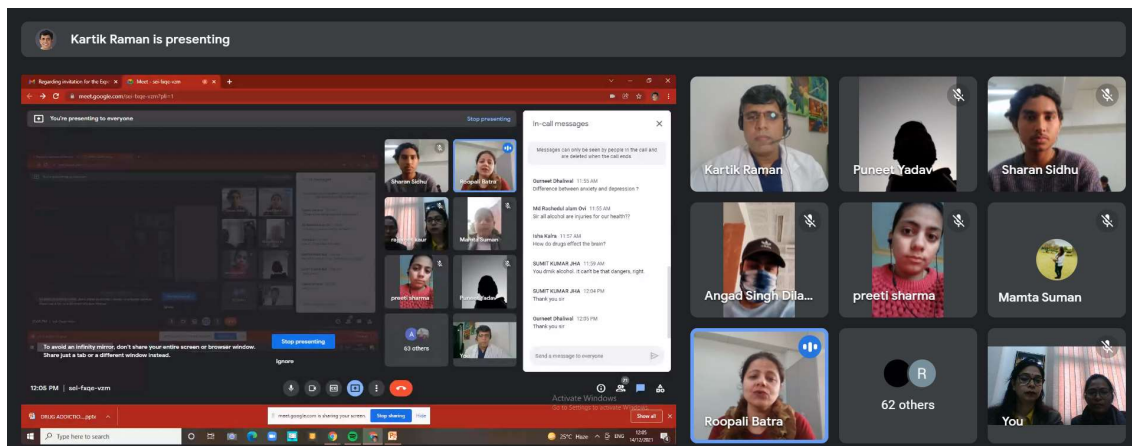 Kartik Raman is presenting
Regarding invitation for the Exp
Meet - sei-fsqe-vzm
meet.google.com/sei-fsqe-vzm?pli=1
You're presenting to everyone
Stop presenting
In-call messages
Messages can only be seen by people in the call and
are deleted when the call ends
Gurneet Dhaliwal 11:55 AM
Difference between anxiety and depression ?
Md Rashedul alam Ovi 11:55 AM
Sir all alcohol are injuries for our health??
Isha Kalra 11:57 AM
How do drugs effect the brain?
SUMIT KUMAR JHA 11:59 AM
You drink alcohol. It can't be that dangers, right
SUMIT KUMAR JHA 12:04 PM
Thank you sir
Gurneet Dhaliwal 12:05 PM
Thank you sir
Send a message to everyone
Sharan Sidhu
Roopali Batra
kaur
Mamta Suman
preeti sharma
Puneet Yadav
A
63 others
You
To avoid an infinity mirror, don't share your entire screen or browser window.
Share just a tab or a different window instead.
Stop presenting
Ignore
12:05 PM | sei-fsqe-vzm
Activate Windows
Go to Settings to activate Windows.
DRUG ADDICTIO....pptx
meet.google.com is sharing your screen.
Stop sharing
Hide
Show all
Type here to search
25°C Haze
ENG
12:05
14/12/2021
Kartik Raman
Puneet Yadav
Sharan Sidhu
Angad Singh Dila...
preeti sharma
Mamta Suman
Roopali Batra
R
62 others
You